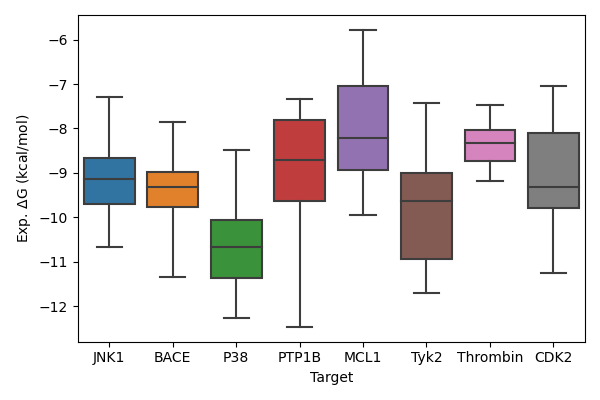 Exp. ΔG (kcal/mol)
−6
−7
−8
−9
−10
−11
−12
JNK1 BACE P38 PTP1B MCL1 Tyk2 Thrombin CDK2
Target